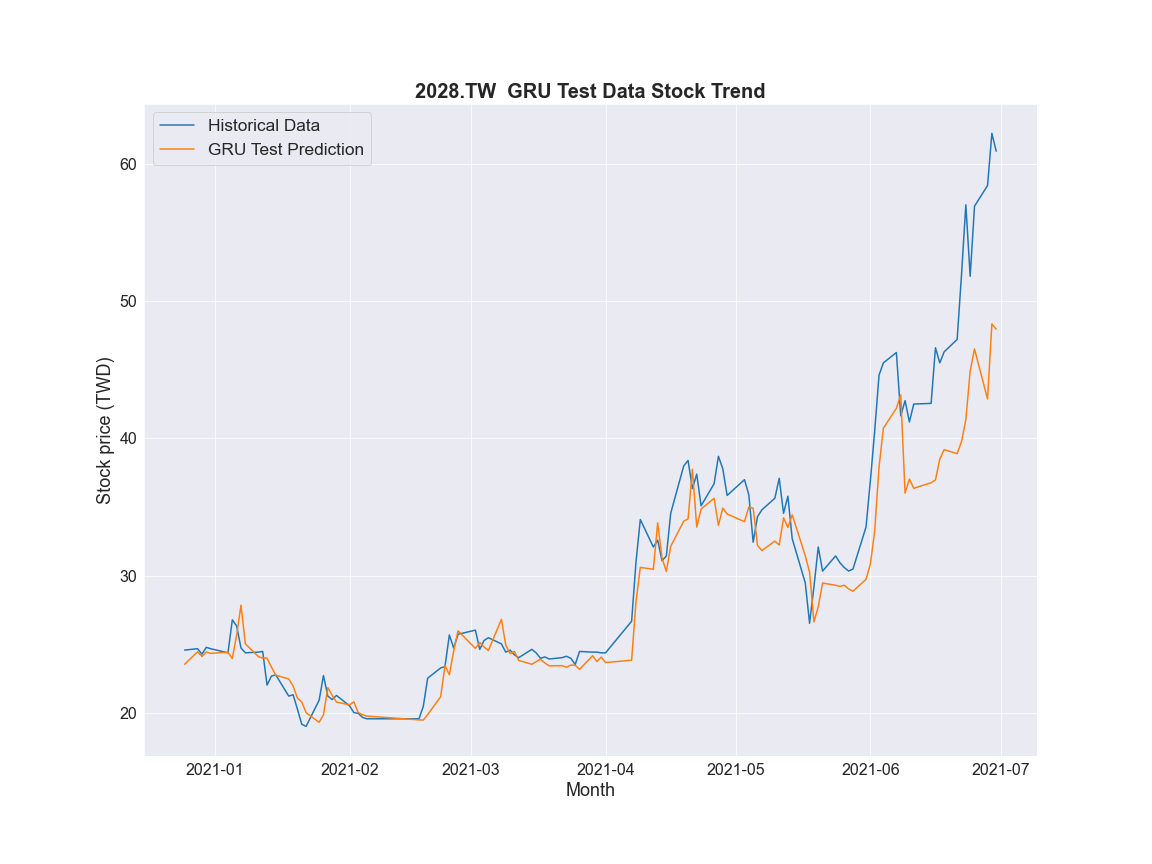 2028.TW  GRU Test Data Stock Trend
Historical Data
GRU Test Prediction
Stock price (TWD)
60
50
40
30
20
2021-01 2021-02 2021-03 2021-04 2021-05 2021-06 2021-07
Month